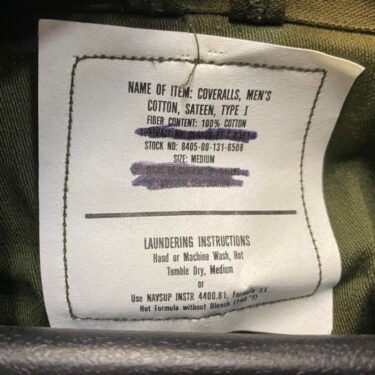 NAME OF ITEM: COVERALLS, MEN'S
COTTON, SATEEN, TYPE I
FIBER CONTENT: 100% COTTON
STOCK NO: 8405-00-131-6508
SIZE: MEDIUM
LAUNDERING INSTRUCTIONS
Hand or Machine Wash, Hot
Tumble Dry, Medium
or
Use NAVSUP INSTR 4400.81, Formula II
Hot Formula without Bleach (140°F)